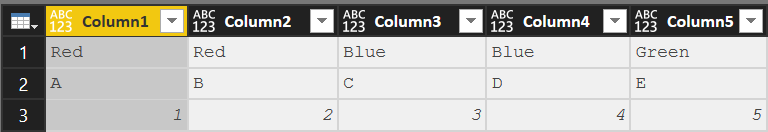 ABC 123 Column1 ABC 123 Column2 ABC 123 Column3 ABC 123 Column4 ABC 123 Column5
1 Red Red Blue Blue Green
2 A B C D E
3 1 2 3 4 5